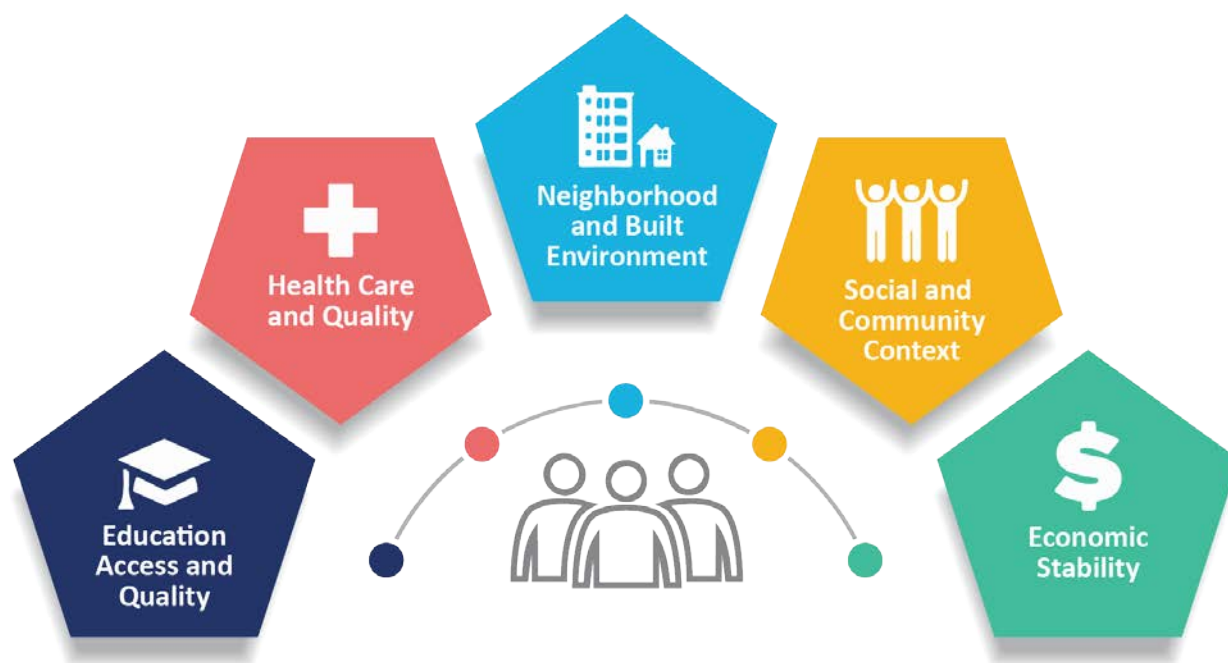 Neighborhood
and Built
Environment
Health Care
and Quality
Social and
Community
Context
Education
Access and
Quality
Economic
Stability